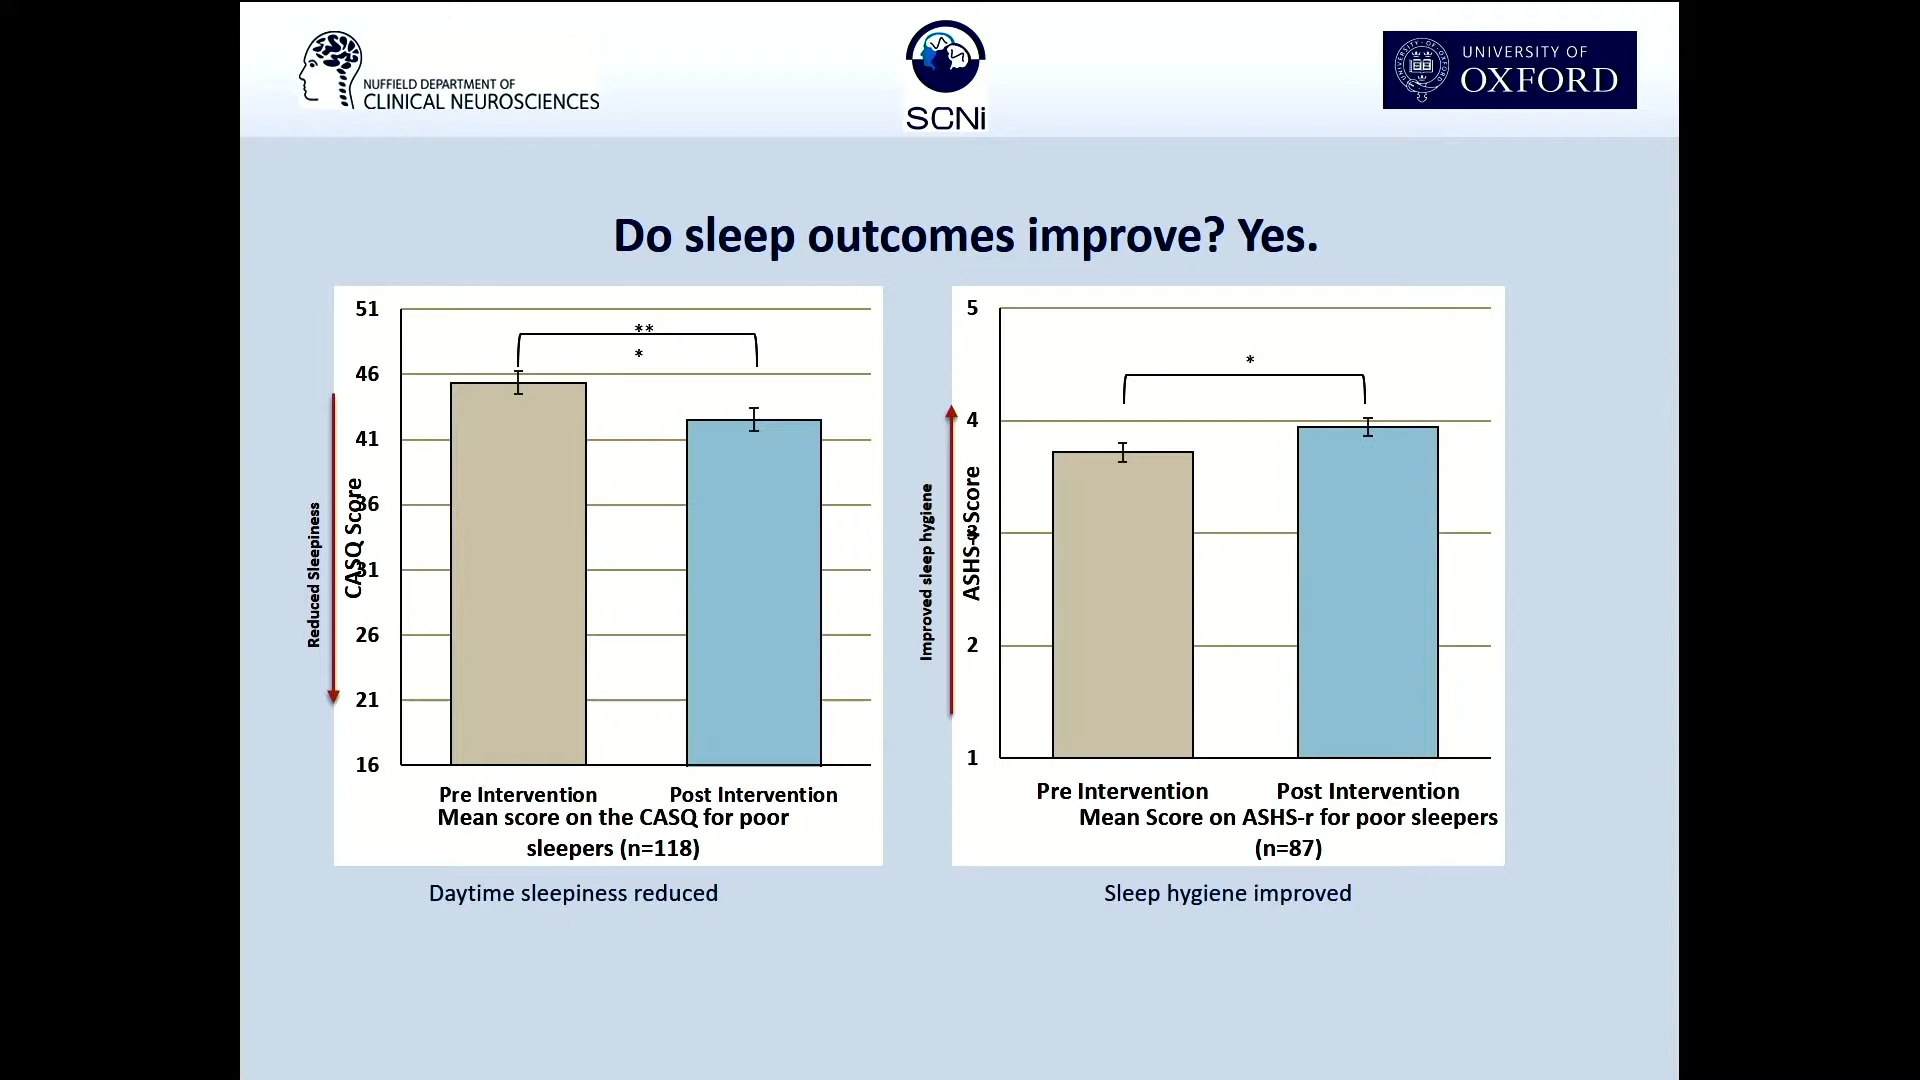 NUFFIELD DEPARTMENT OF
CLINICAL NEUROSCIENCES
SCNi
UNIVERSITY OF
OXFORD
Do sleep outcomes improve? Yes.
Reduced Sleepiness
CASQ Score
51
46
41
36
31
26
21
16
**
*
Pre Intervention
Post Intervention
Mean score on the CASQ for poor
sleepers (n=118)
Daytime sleepiness reduced
Improved sleep hygiene
ASHS-r Score
5
4
3
2
1
*
Pre Intervention
Post Intervention
Mean Score on ASHS-r for poor sleepers
(n=87)
Sleep hygiene improved